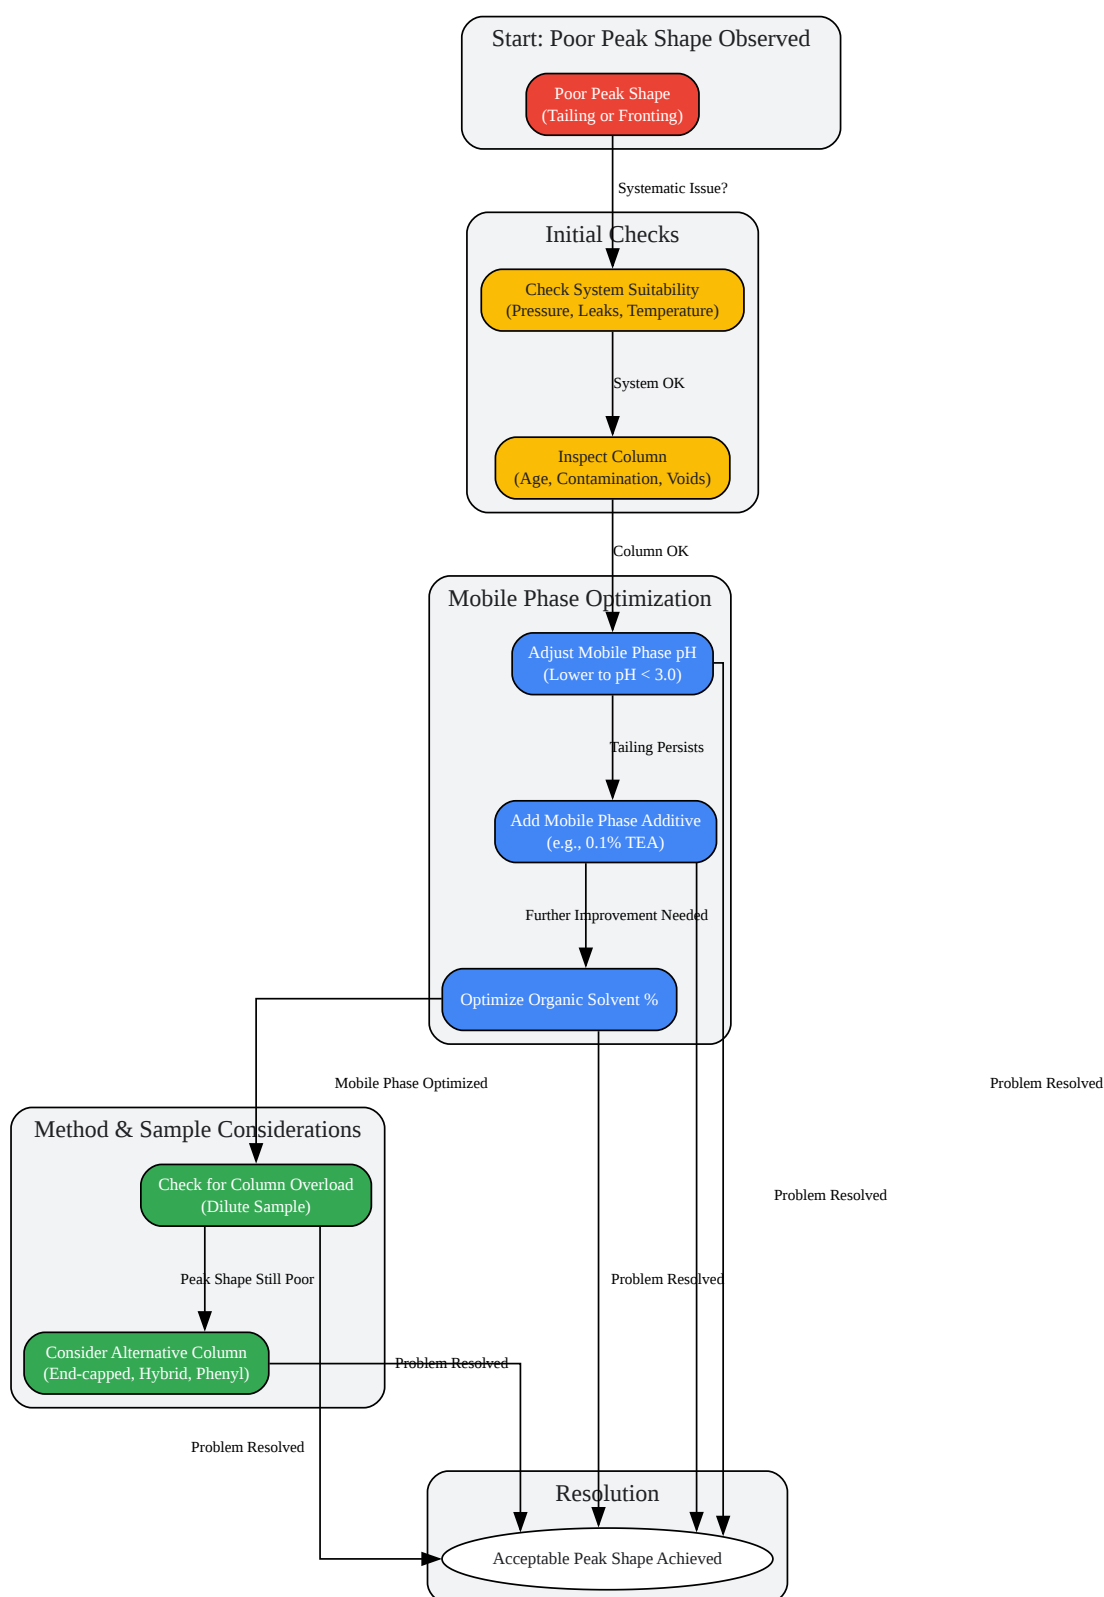 Start: Poor Peak Shape Observed
Poor Peak Shape
(Tailing or Fronting)
Systematic Issue?
Initial Checks
Check System Suitability
(Pressure, Leaks, Temperature)
System OK
Inspect Column
(Age, Contamination, Voids)
Column OK
Mobile Phase Optimization
Adjust Mobile Phase pH
(Lower to pH < 3.0)
Tailing Persists
Add Mobile Phase Additive
(e.g., 0.1% TEA)
Further Improvement Needed
Optimize Organic Solvent %
Mobile Phase Optimized
Problem Resolved
Method & Sample Considerations
Check for Column Overload
(Dilute Sample)
Problem Resolved
Peak Shape Still Poor
Problem Resolved
Consider Alternative Column
(End-capped, Hybrid, Phenyl)
Problem Resolved
Problem Resolved
Resolution
Acceptable Peak Shape Achieved